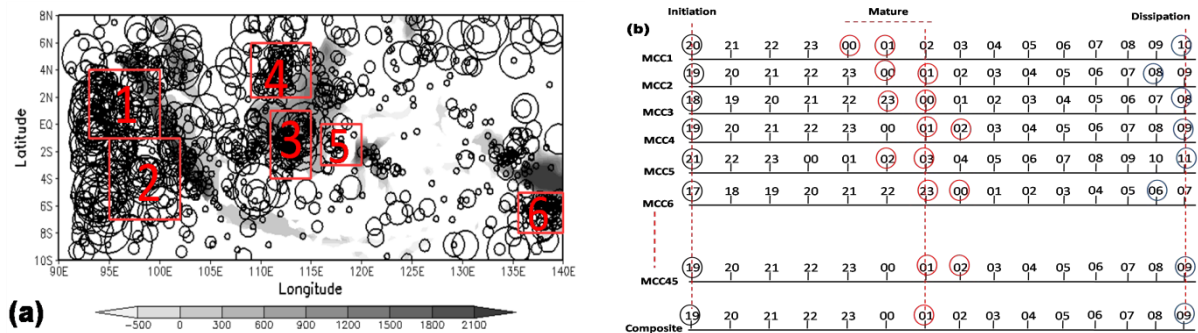 8N
6N
4N
2N
EQ
2S
4S
6S
8S
10S
Latitude
1
2
3
4
5
6
90E 95E 100E 105E 110E 115E 120E 125E 130E 135E 140E
Longitude
(a)
-500 0 300 600 900 1200 1500 1800 2100
(b)
Initiation Mature Dissipation
20 21 22 23 00 01 02 03 04 05 06 07 08 09 10
MCC1
19 20 21 22 23 00 01 02 03 04 05 06 07 08 09
MCC2
18 19 20 21 22 23 00 01 02 03 04 05 06 07 08
MCC3
19 20 21 22 23 00 01 02 03 04 05 06 07 08 09
MCC4
21 22 23 00 01 02 03 04 05 06 07 08 09 10 11
MCC5
17 18 19 20 21 22 23 00 01 02 03 04 05 06 07
MCC6
19 20 21 22 23 00 01 02 03 04 05 06 07 08 09
MCC45
19 20 21 22 23 00 01 02 03 04 05 06 07 08 09
Composite